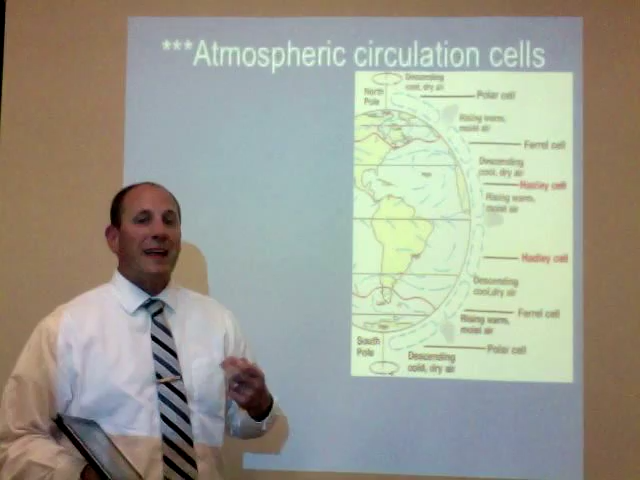 ***Atmospheric circulation cells
Descending
cool, dry air
North
Pole
Polar cell
Rising warm,
moist air
Ferrel cell
Descending
cool, dry air
Hadley cell
Rising warm,
moist air
Hadley cell
Descending
cool, dry air
Ferrel cell
Rising warm,
moist air
South
Pole
Polar cell
Descending
cold, dry air